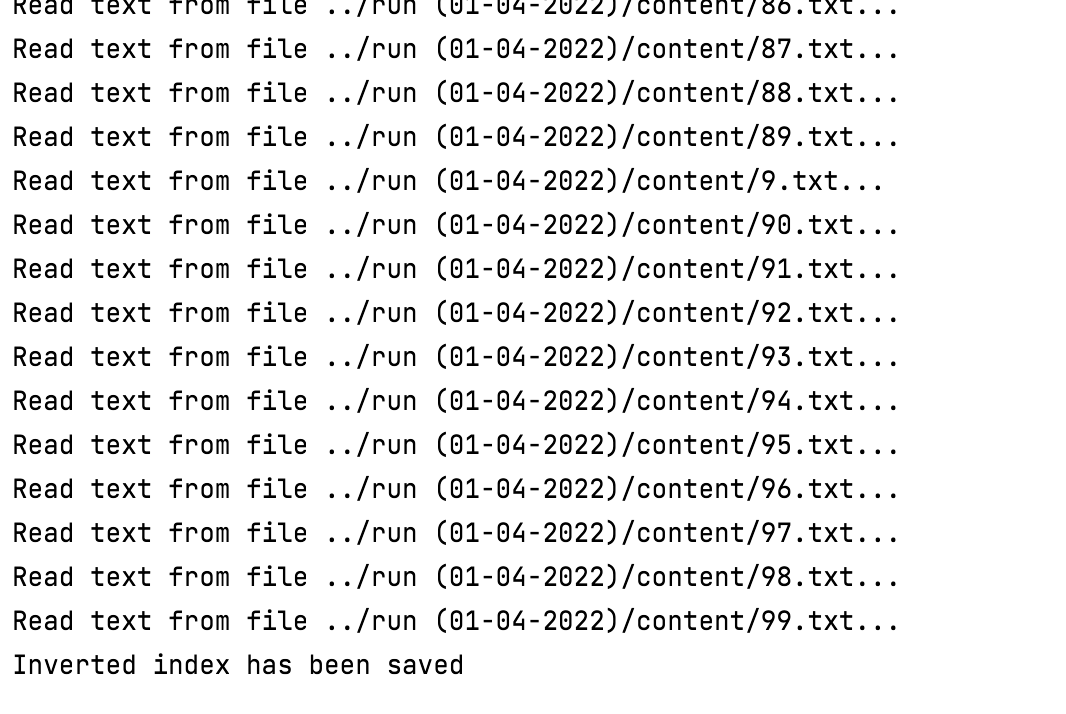 Read text from file ../run (01-04-2022)/content/86.txt...
Read text from file ../run (01-04-2022)/content/87.txt...
Read text from file ../run (01-04-2022)/content/88.txt...
Read text from file ../run (01-04-2022)/content/89.txt...
Read text from file ../run (01-04-2022)/content/9.txt...
Read text from file ../run (01-04-2022)/content/90.txt...
Read text from file ../run (01-04-2022)/content/91.txt...
Read text from file ../run (01-04-2022)/content/92.txt...
Read text from file ../run (01-04-2022)/content/93.txt...
Read text from file ../run (01-04-2022)/content/94.txt...
Read text from file ../run (01-04-2022)/content/95.txt...
Read text from file ../run (01-04-2022)/content/96.txt...
Read text from file ../run (01-04-2022)/content/97.txt...
Read text from file ../run (01-04-2022)/content/98.txt...
Read text from file ../run (01-04-2022)/content/99.txt...
Inverted index has been saved